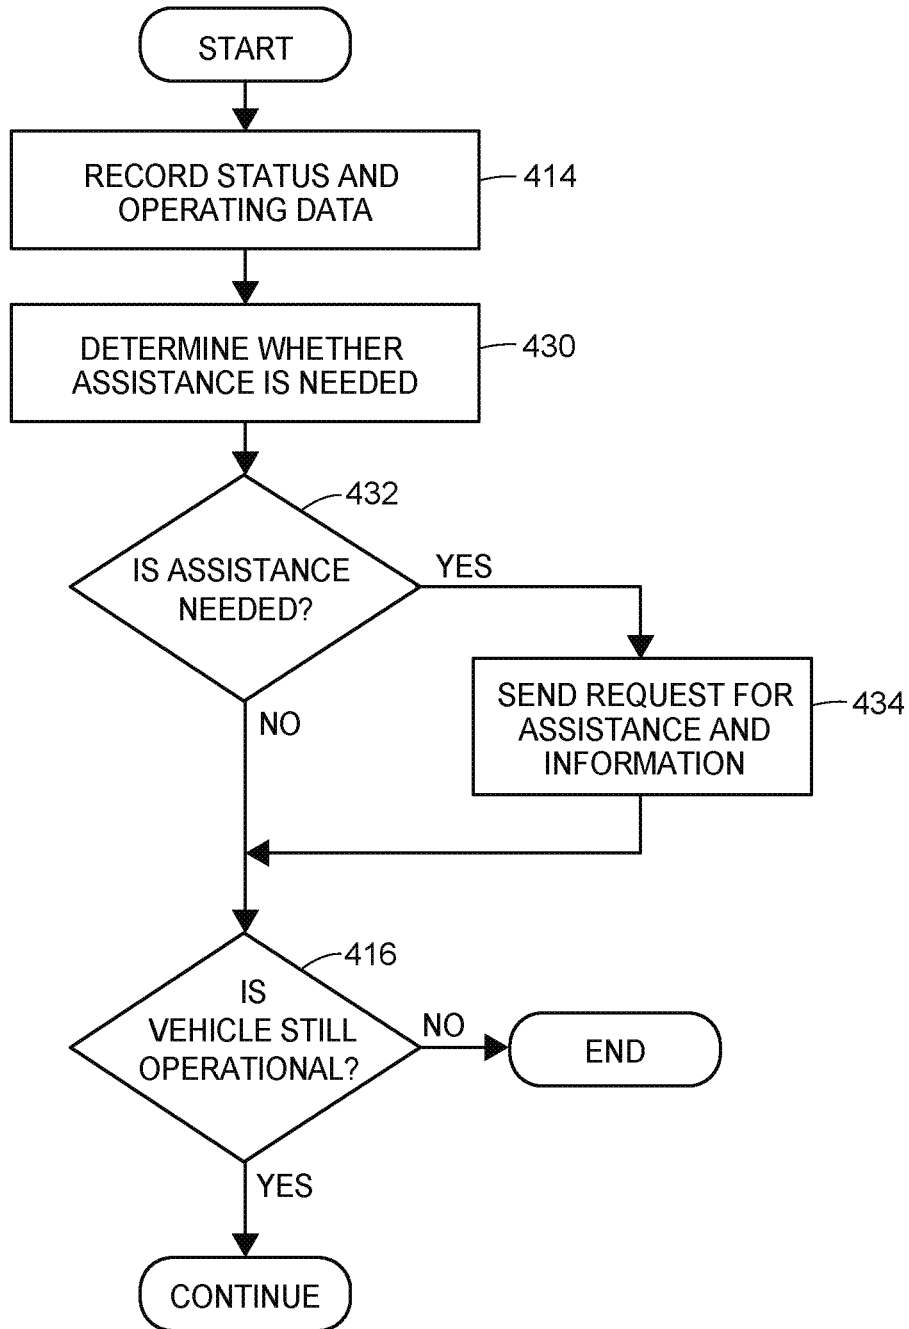 START
RECORD STATUS AND
OPERATING DATA
414
DETERMINE WHETHER
ASSISTANCE IS NEEDED
430
432
IS ASSISTANCE
NEEDED?
YES
NO
SEND REQUEST FOR
ASSISTANCE AND
INFORMATION
434
416
IS
VEHICLE STILL
OPERATIONAL?
NO
END
YES
CONTINUE